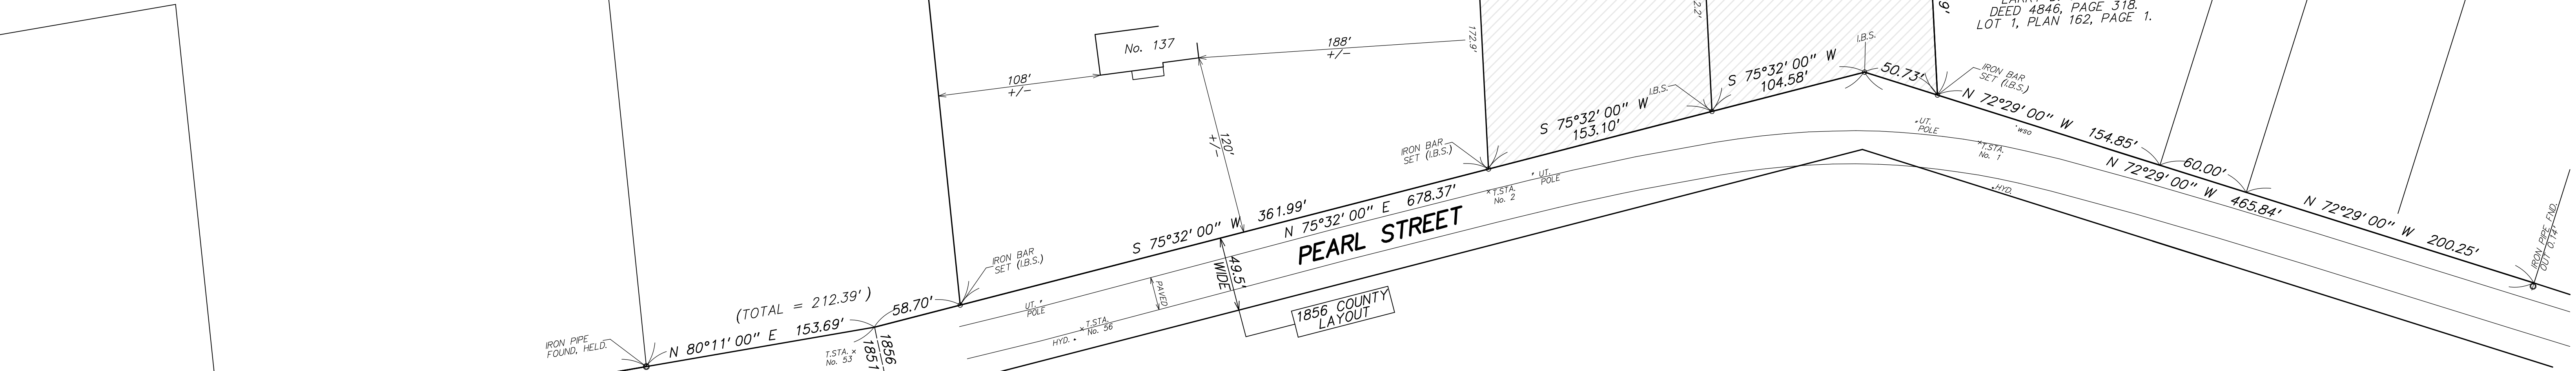 No. 137
108'
+/-
188'
+/-
120'
+/-
172.9'
2.2'
9'
DEED 4846, PAGE 318.
LOT 1, PLAN 162, PAGE 1.
I.B.S.
S 75°32'00" W
104.58'
50.73'
IRON BAR
SET (I.B.S.)
I.B.S.
S 75°32'00" W
153.10'
IRON BAR
SET (I.B.S.)
N 72°29'00" W 154.85'
WSO
UT.
POLE
T.STA.
No. 1
60.00'
N 72°29'00" W 465.84'
HYD.
N 72°29'00" W 200.25'
IRON PIPE FND.
OUT 0.14'
UT.
POLE
T.STA.
No. 2
S 75°32'00" W 361.99'
N 75°32'00" E 678.37'
PEARL STREET
49.5'
WIDE
PAVED
IRON BAR
SET (I.B.S.)
UT.
POLE
T.STA.
No. 56
HYD.
1856 COUNTY
LAYOUT
(TOTAL = 212.39')
58.70'
N 80°11'00" E 153.69'
IRON PIPE
FOUND, HELD.
T.STA.
No. 53
1856
1851